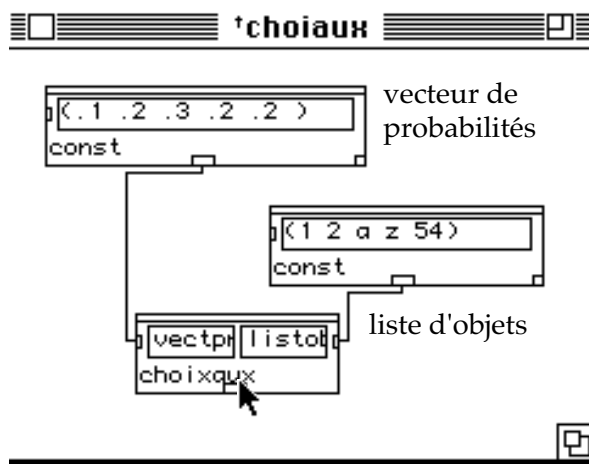 †choiaux
(.1 .2 .3 .2 .2 )
vecteur de
probabilités
const
(1 2 a z 54)
const
liste d'objets
vectpr listob
choixaux